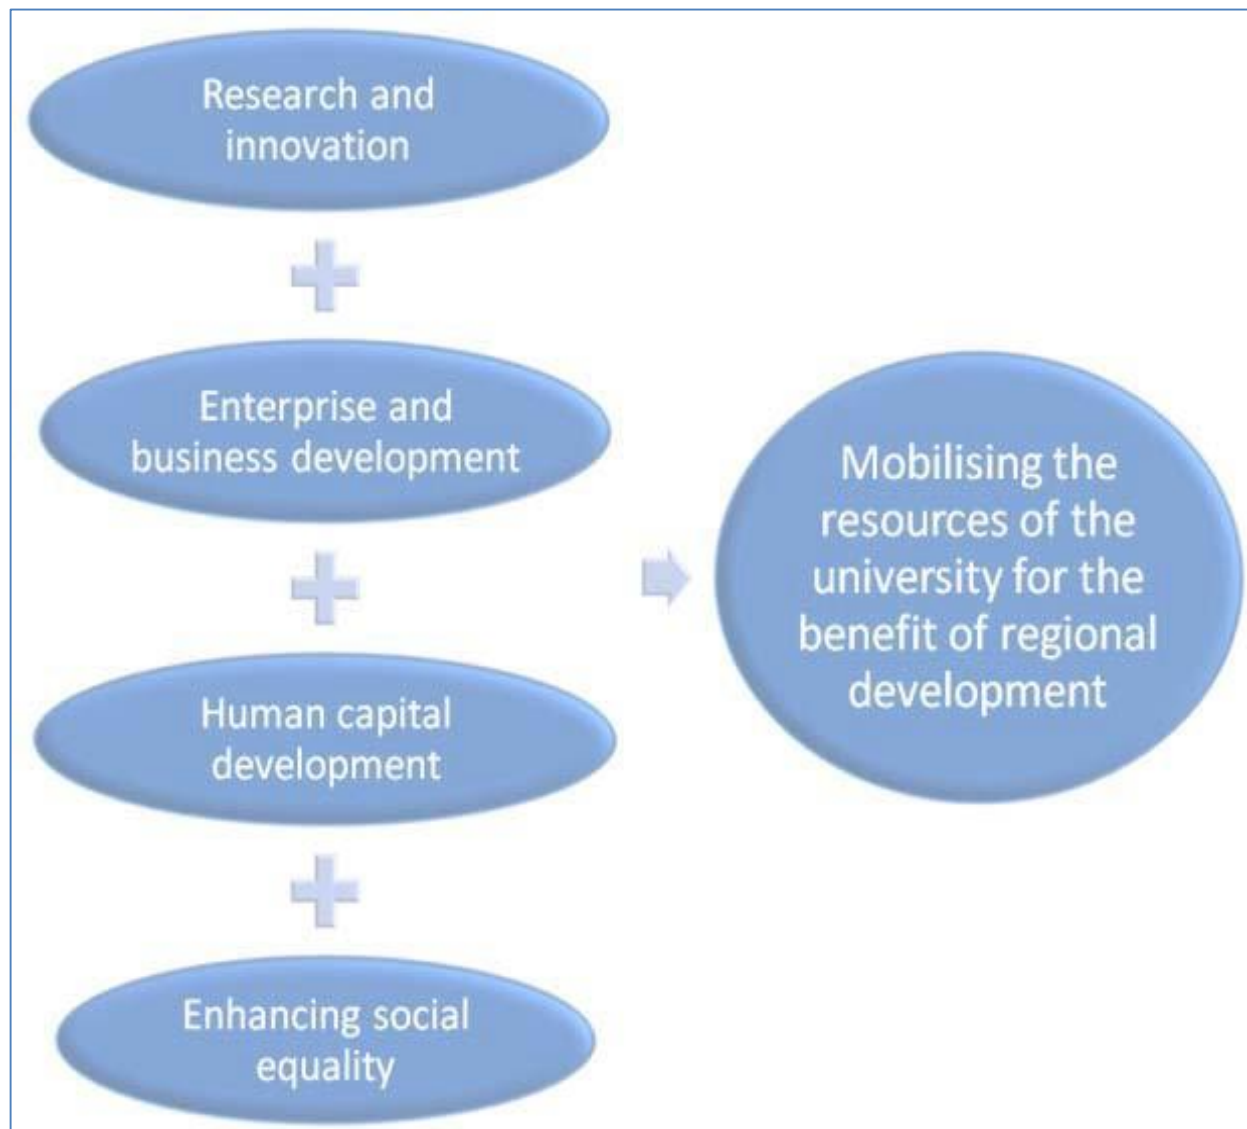 Research and
innovation
Enterprise and
business development
Human capital
development
Enhancing social
equality
Mobilising the
resources of the
university for the
benefit of regional
development